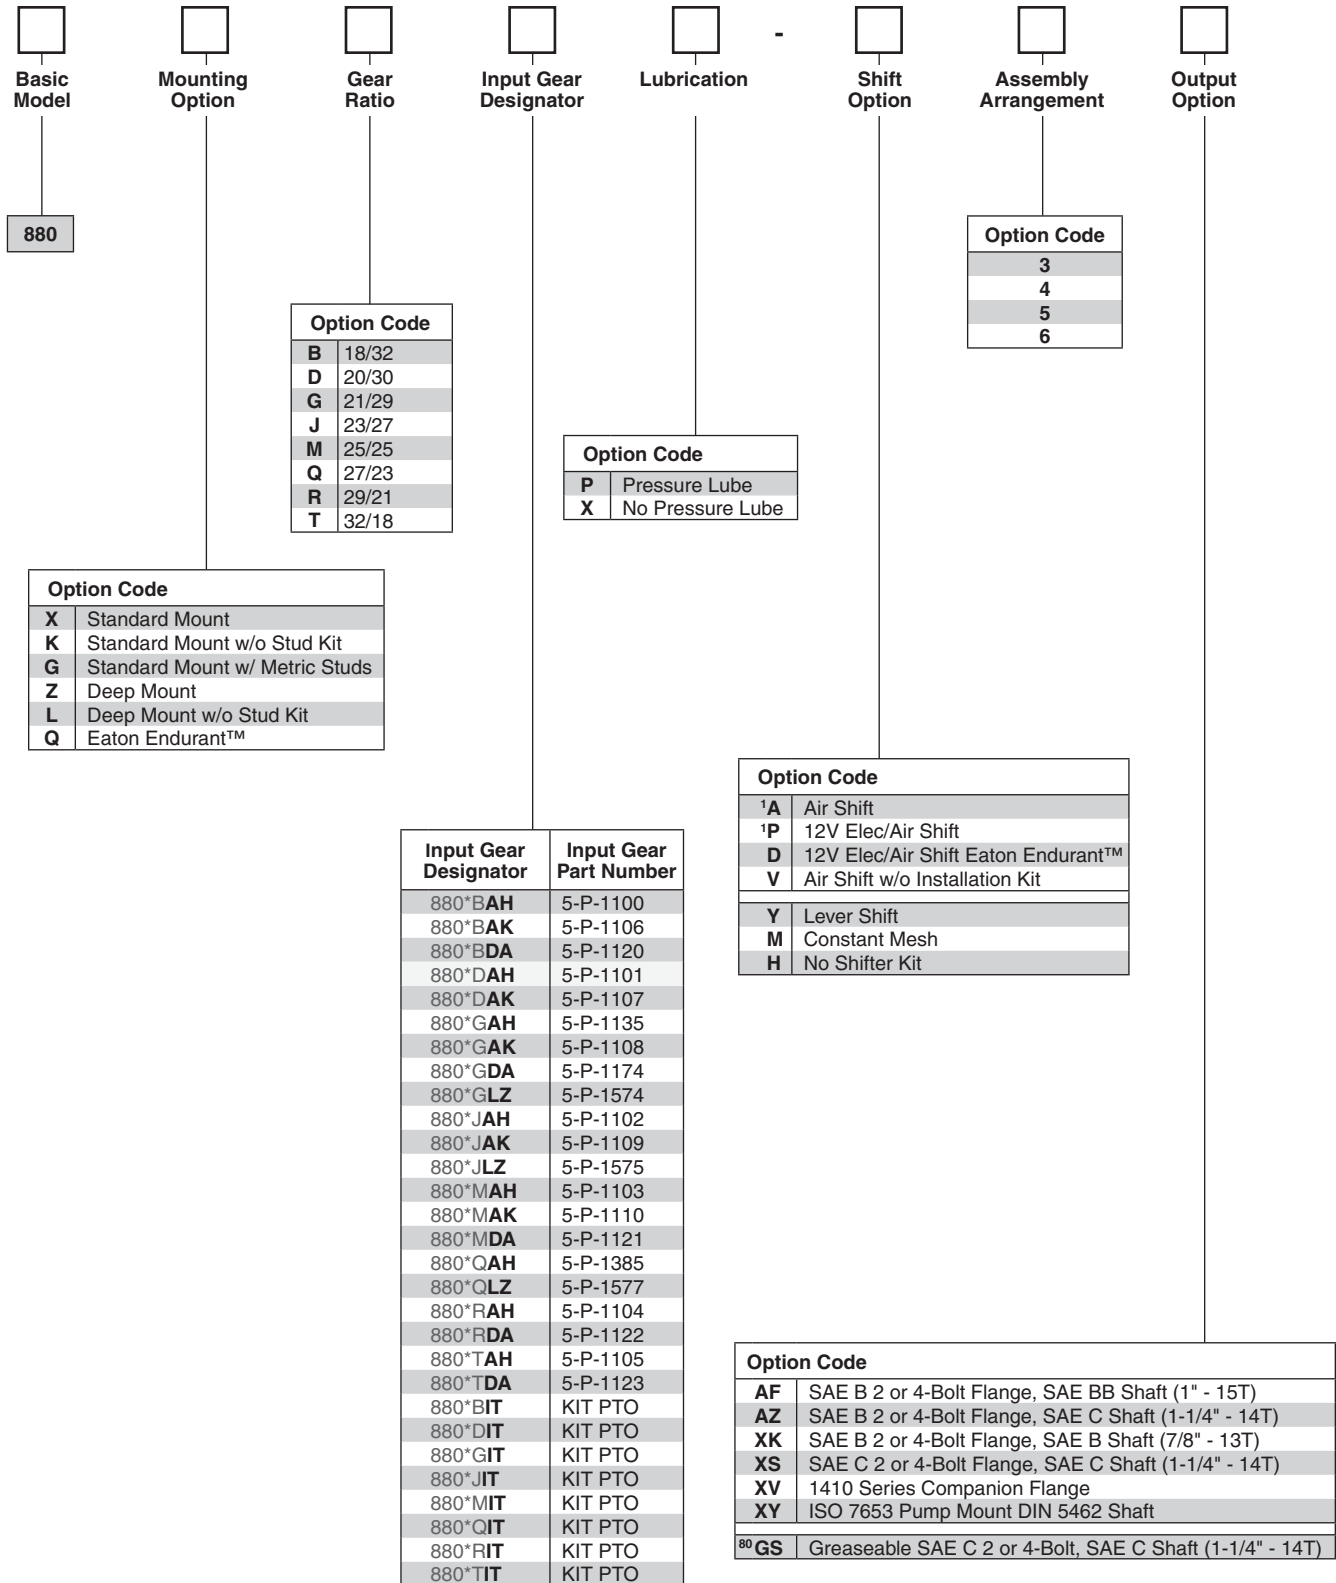 -
Basic Model
Mounting Option
Gear Ratio
Input Gear Designator
Lubrication
Shift Option
Assembly Arrangement
Output Option
880
Option Code
3
4
5
6
Option Code
B 18/32
D 20/30
G 21/29
J 23/27
M 25/25
Q 27/23
R 29/21
T 32/18
Option Code
P Pressure Lube
X No Pressure Lube
Option Code
X Standard Mount
K Standard Mount w/o Stud Kit
G Standard Mount w/ Metric Studs
Z Deep Mount
L Deep Mount w/o Stud Kit
Q Eaton Endurant™
Option Code
¹A Air Shift
¹P 12V Elec/Air Shift
D 12V Elec/Air Shift Eaton Endurant™
V Air Shift w/o Installation Kit
Y Lever Shift
M Constant Mesh
H No Shifter Kit
Input Gear Designator Input Gear Part Number
880*BAH 5-P-1100
880*BAK 5-P-1106
880*BDA 5-P-1120
880*DAH 5-P-1101
880*DAK 5-P-1107
880*GAH 5-P-1135
880*GAK 5-P-1108
880*GDA 5-P-1174
880*GLZ 5-P-1574
880*JAH 5-P-1102
880*JAK 5-P-1109
880*JLZ 5-P-1575
880*MAH 5-P-1103
880*MAK 5-P-1110
880*MDA 5-P-1121
880*QAH 5-P-1385
880*QLZ 5-P-1577
880*RAH 5-P-1104
880*RDA 5-P-1122
880*TAH 5-P-1105
880*TDA 5-P-1123
880*BIT KIT PTO
880*DIT KIT PTO
880*GIT KIT PTO
880*JIT KIT PTO
880*MIT KIT PTO
880*QIT KIT PTO
880*RIT KIT PTO
880*TIT KIT PTO
Option Code
AF SAE B 2 or 4-Bolt Flange, SAE BB Shaft (1" - 15T)
AZ SAE B 2 or 4-Bolt Flange, SAE C Shaft (1-1/4" - 14T)
XK SAE B 2 or 4-Bolt Flange, SAE B Shaft (7/8" - 13T)
XS SAE C 2 or 4-Bolt Flange, SAE C Shaft (1-1/4" - 14T)
XV 1410 Series Companion Flange
XY ISO 7653 Pump Mount DIN 5462 Shaft
⁸⁰GS Greaseable SAE C 2 or 4-Bolt, SAE C Shaft (1-1/4" - 14T)